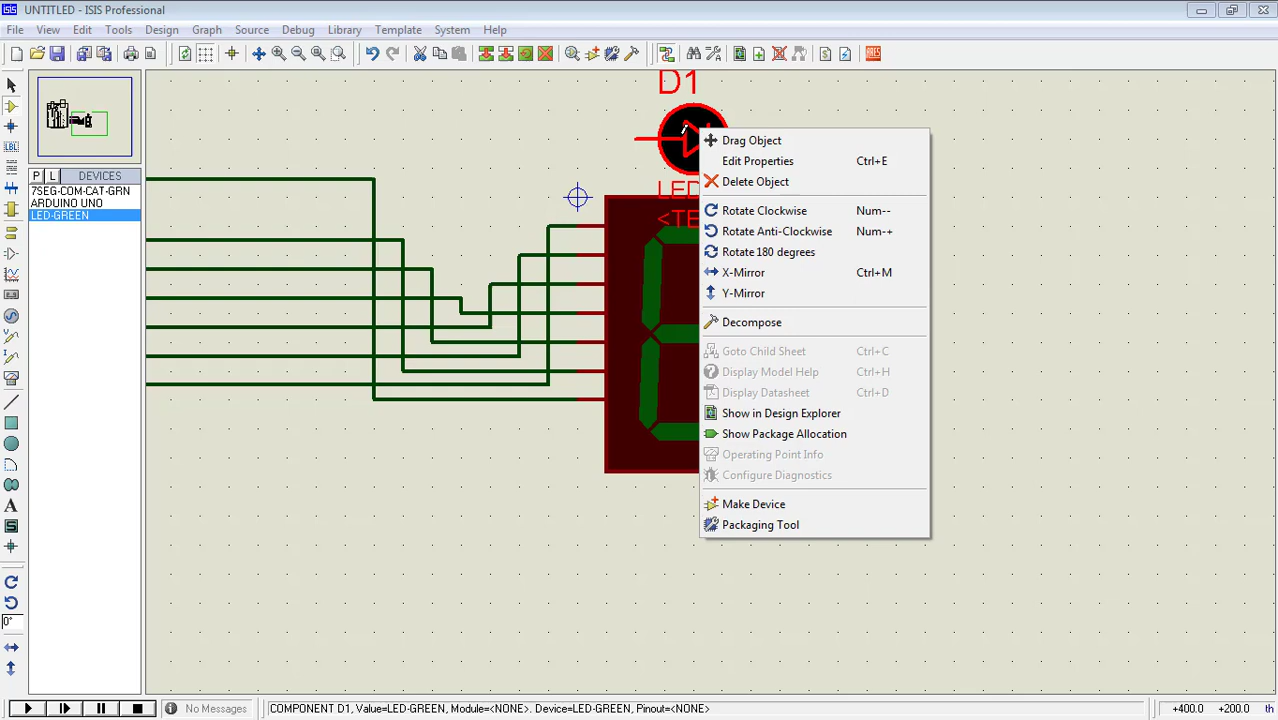 UNTITLED - ISIS Professional
File View Edit Tools Design Graph Source Debug Library Template System Help
P L DEVICES
7SEG-COM-CAT-GRN
ARDUINO UNO
LED-GREEN
LBL
A
S
0°
D1
LED
<TE
Drag Object
Edit Properties Ctrl+E
Delete Object
Rotate Clockwise Num--
Rotate Anti-Clockwise Num-+
Rotate 180 degrees
X-Mirror Ctrl+M
Y-Mirror
Decompose
Goto Child Sheet Ctrl+C
Display Model Help Ctrl+H
Display Datasheet Ctrl+D
Show in Design Explorer
Show Package Allocation
Operating Point Info
Configure Diagnostics
Make Device
Packaging Tool
No Messages COMPONENT D1, Value=LED-GREEN, Module=<NONE>. Device=LED-GREEN, Pinout=<NONE> +400.0 +200.0 th